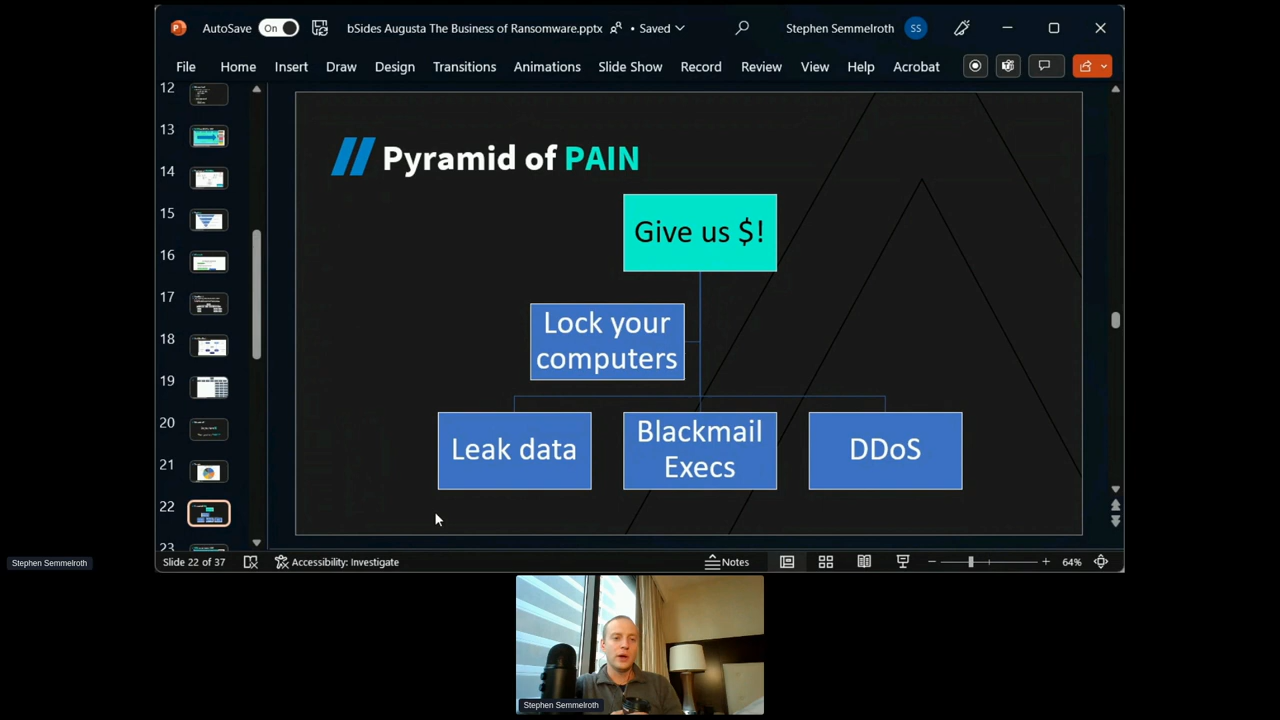 AutoSave On bSides Augusta The Business of Ransomware.pptx • Saved Stephen Semmelroth SS
File Home Insert Draw Design Transitions Animations Slide Show Record Review View Help Acrobat
12
13
14
15
16
17
18
19
20
21
22
23
// Pyramid of PAIN
Give us $!
Lock your
computers
Leak data
Blackmail
Execs
DDoS
Slide 22 of 37 Accessibility: Investigate Notes 64%
Stephen Semmelroth
Stephen Semmelroth